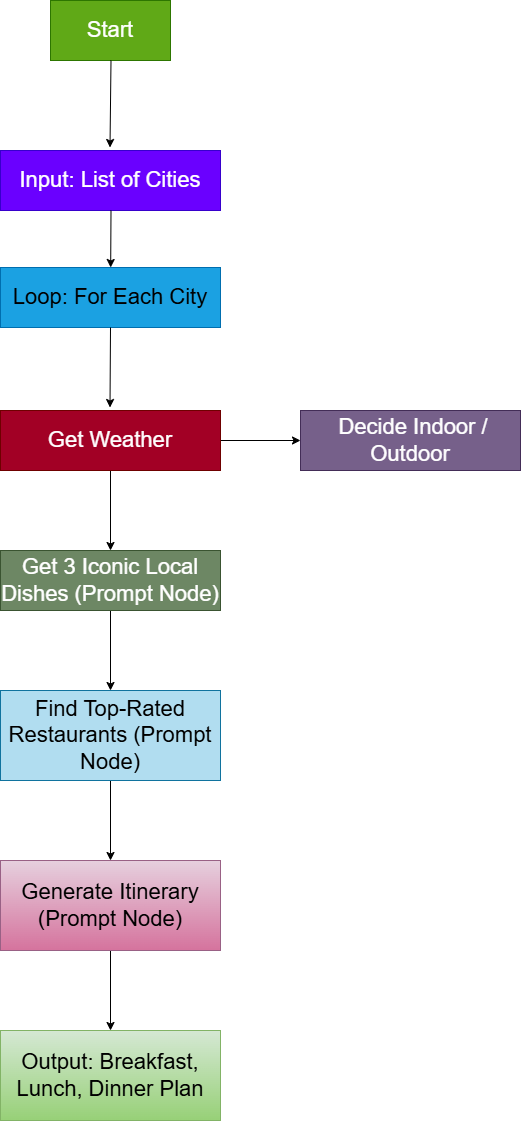 Start
Input: List of Cities
Loop: For Each City
Get Weather
Decide Indoor /
Outdoor
Get 3 Iconic Local
Dishes (Prompt Node)
Find Top-Rated
Restaurants (Prompt
Node)
Generate Itinerary
(Prompt Node)
Output: Breakfast,
Lunch, Dinner Plan